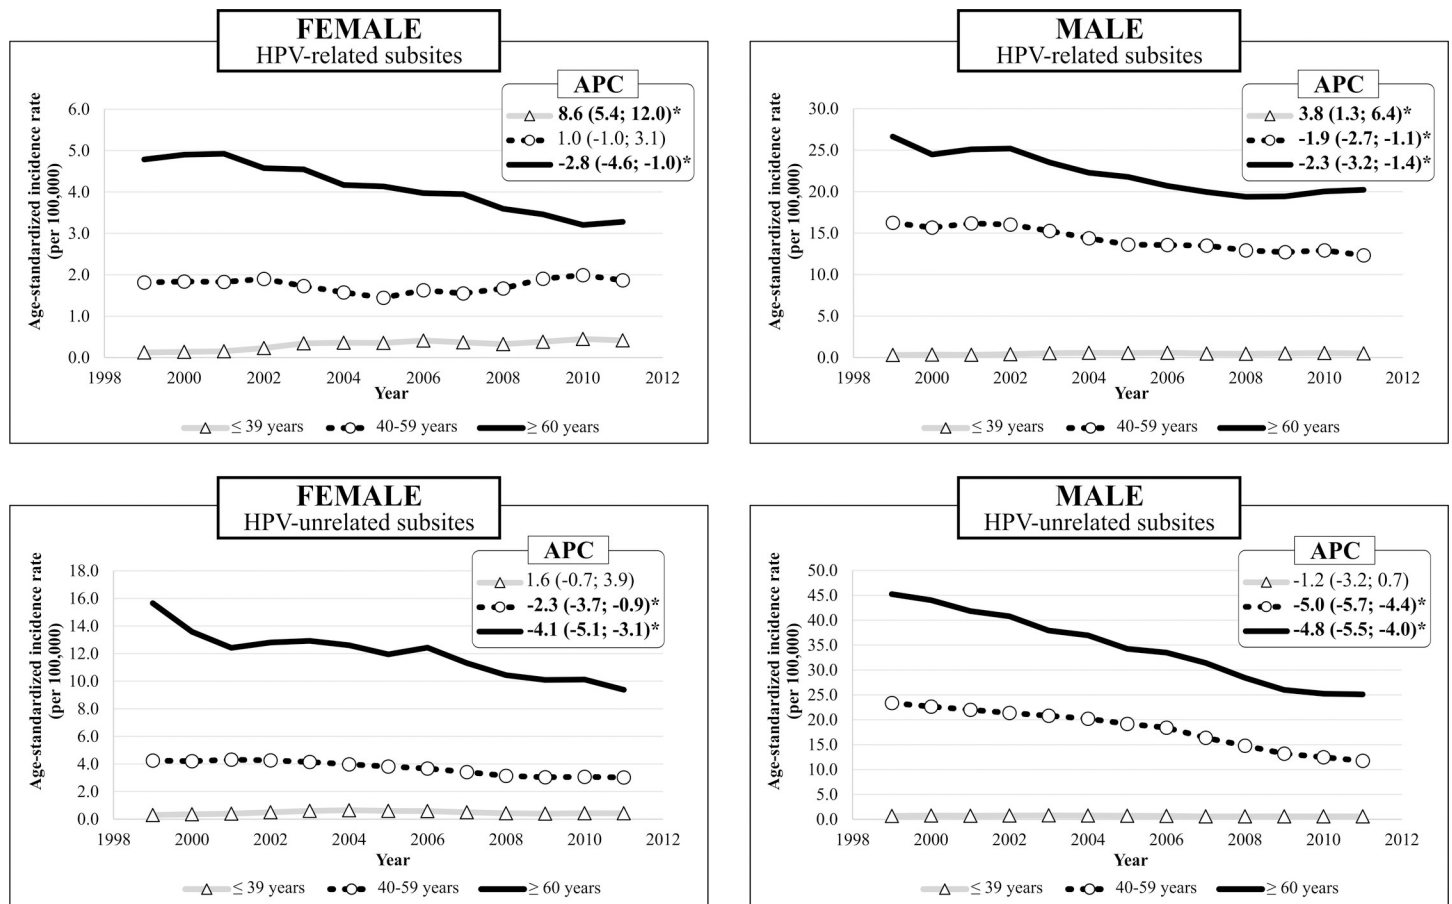 FEMALE
HPV-related subsites
APC
8.6 (5.4; 12.0)*
1.0 (-1.0; 3.1)
-2.8 (-4.6; -1.0)*
Age-standardized incidence rate
(per 100,000)
6.0
5.0
4.0
3.0
2.0
1.0
0.0
1998 2000 2002 2004 2006 2008 2010 2012
Year
≤ 39 years 40-59 years ≥ 60 years
MALE
HPV-related subsites
APC
3.8 (1.3; 6.4)*
-1.9 (-2.7; -1.1)*
-2.3 (-3.2; -1.4)*
Age-standardized incidence rate
(per 100,000)
30.0
25.0
20.0
15.0
10.0
5.0
0.0
1998 2000 2002 2004 2006 2008 2010 2012
Year
≤ 39 years 40-59 years ≥ 60 years
FEMALE
HPV-unrelated subsites
APC
1.6 (-0.7; 3.9)
-2.3 (-3.7; -0.9)*
-4.1 (-5.1; -3.1)*
Age-standardized incidence rate
(per 100,000)
18.0
16.0
14.0
12.0
10.0
8.0
6.0
4.0
2.0
0.0
1998 2000 2002 2004 2006 2008 2010 2012
Year
≤ 39 years 40-59 years ≥ 60 years
MALE
HPV-unrelated subsites
APC
-1.2 (-3.2; 0.7)
-5.0 (-5.7; -4.4)*
-4.8 (-5.5; -4.0)*
Age-standardized incidence rate
(per 100,000)
50.0
45.0
40.0
35.0
30.0
25.0
20.0
15.0
10.0
5.0
0.0
1998 2000 2002 2004 2006 2008 2010 2012
Year
≤ 39 years 40-59 years ≥ 60 years